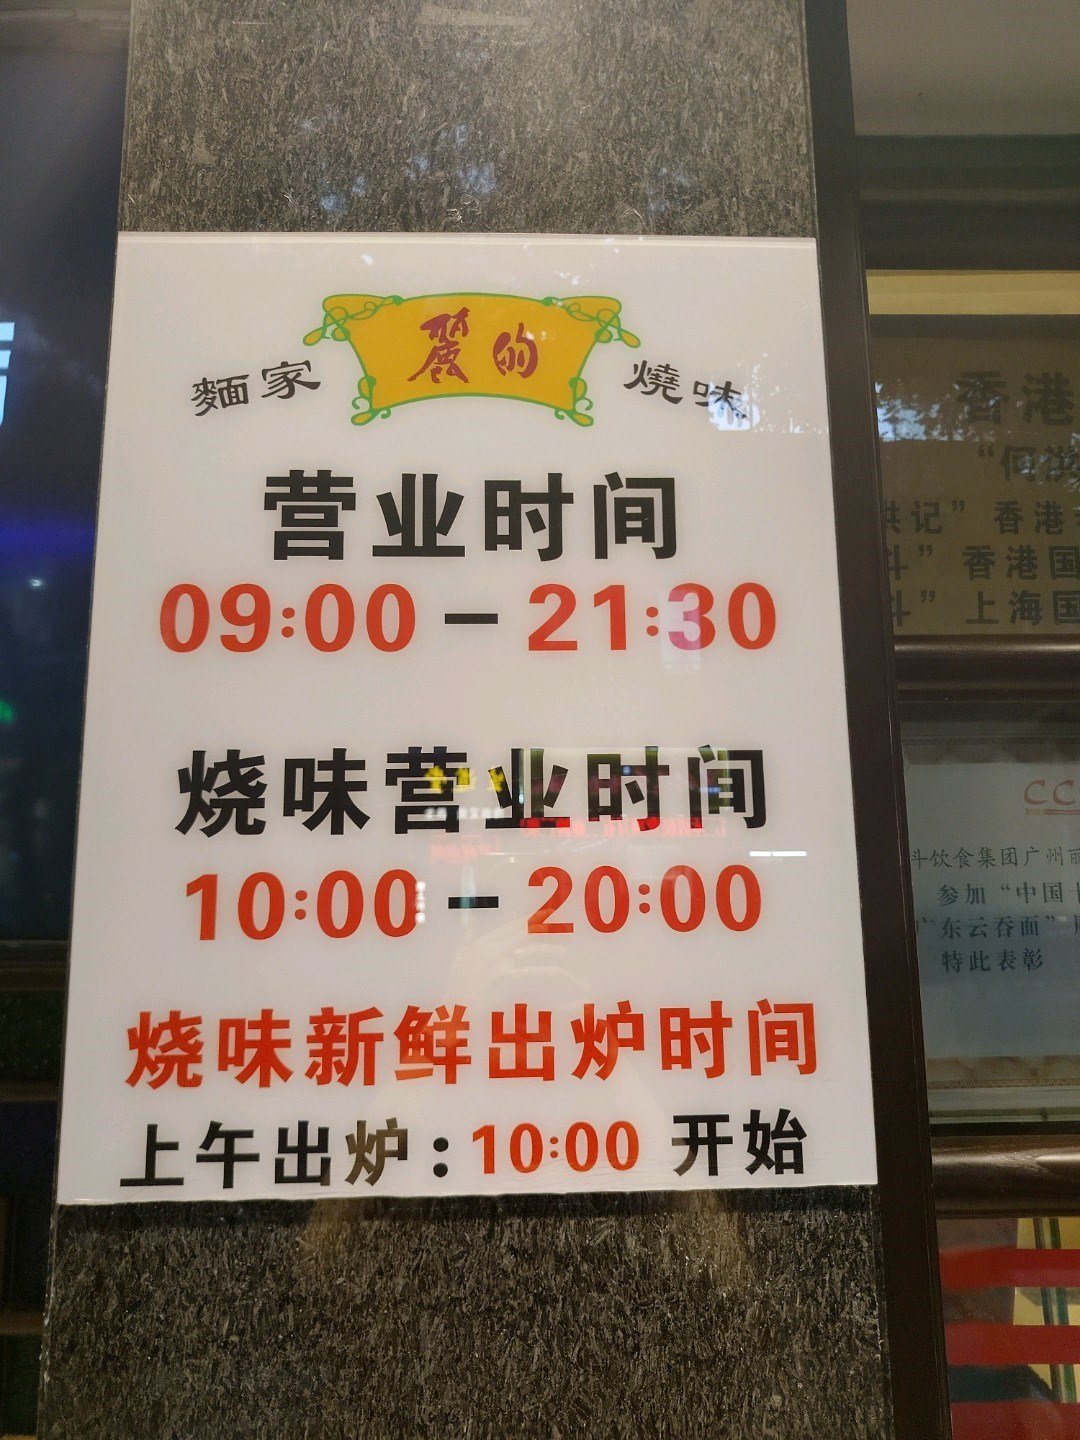 麵家 麗的 燒味
营业时间
09:00 - 21:30
烧味营业时间
10:00 - 20:00
烧味新鲜出炉时间
上午出炉：10:00 开始
香港
“何洪
洪记” 香港
斗” 香港国
斗” 上海国
CC
斗饮食集团广州丽
参加“中国十
广东云吞面”
特此表彰